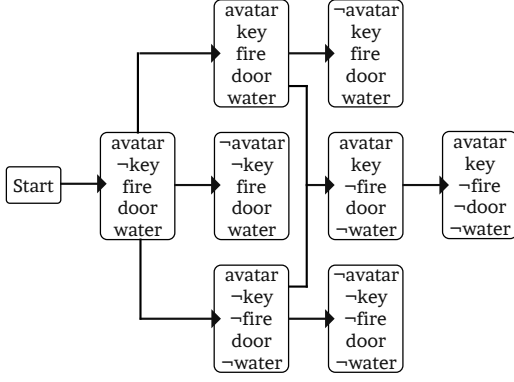 avatar
key
fire
door
water
¬avatar
key
fire
door
water
Start
avatar
¬key
fire
door
water
¬avatar
¬key
fire
door
water
avatar
key
¬fire
door
¬water
avatar
key
¬fire
¬door
¬water
avatar
¬key
¬fire
door
¬water
¬avatar
¬key
¬fire
door
¬water